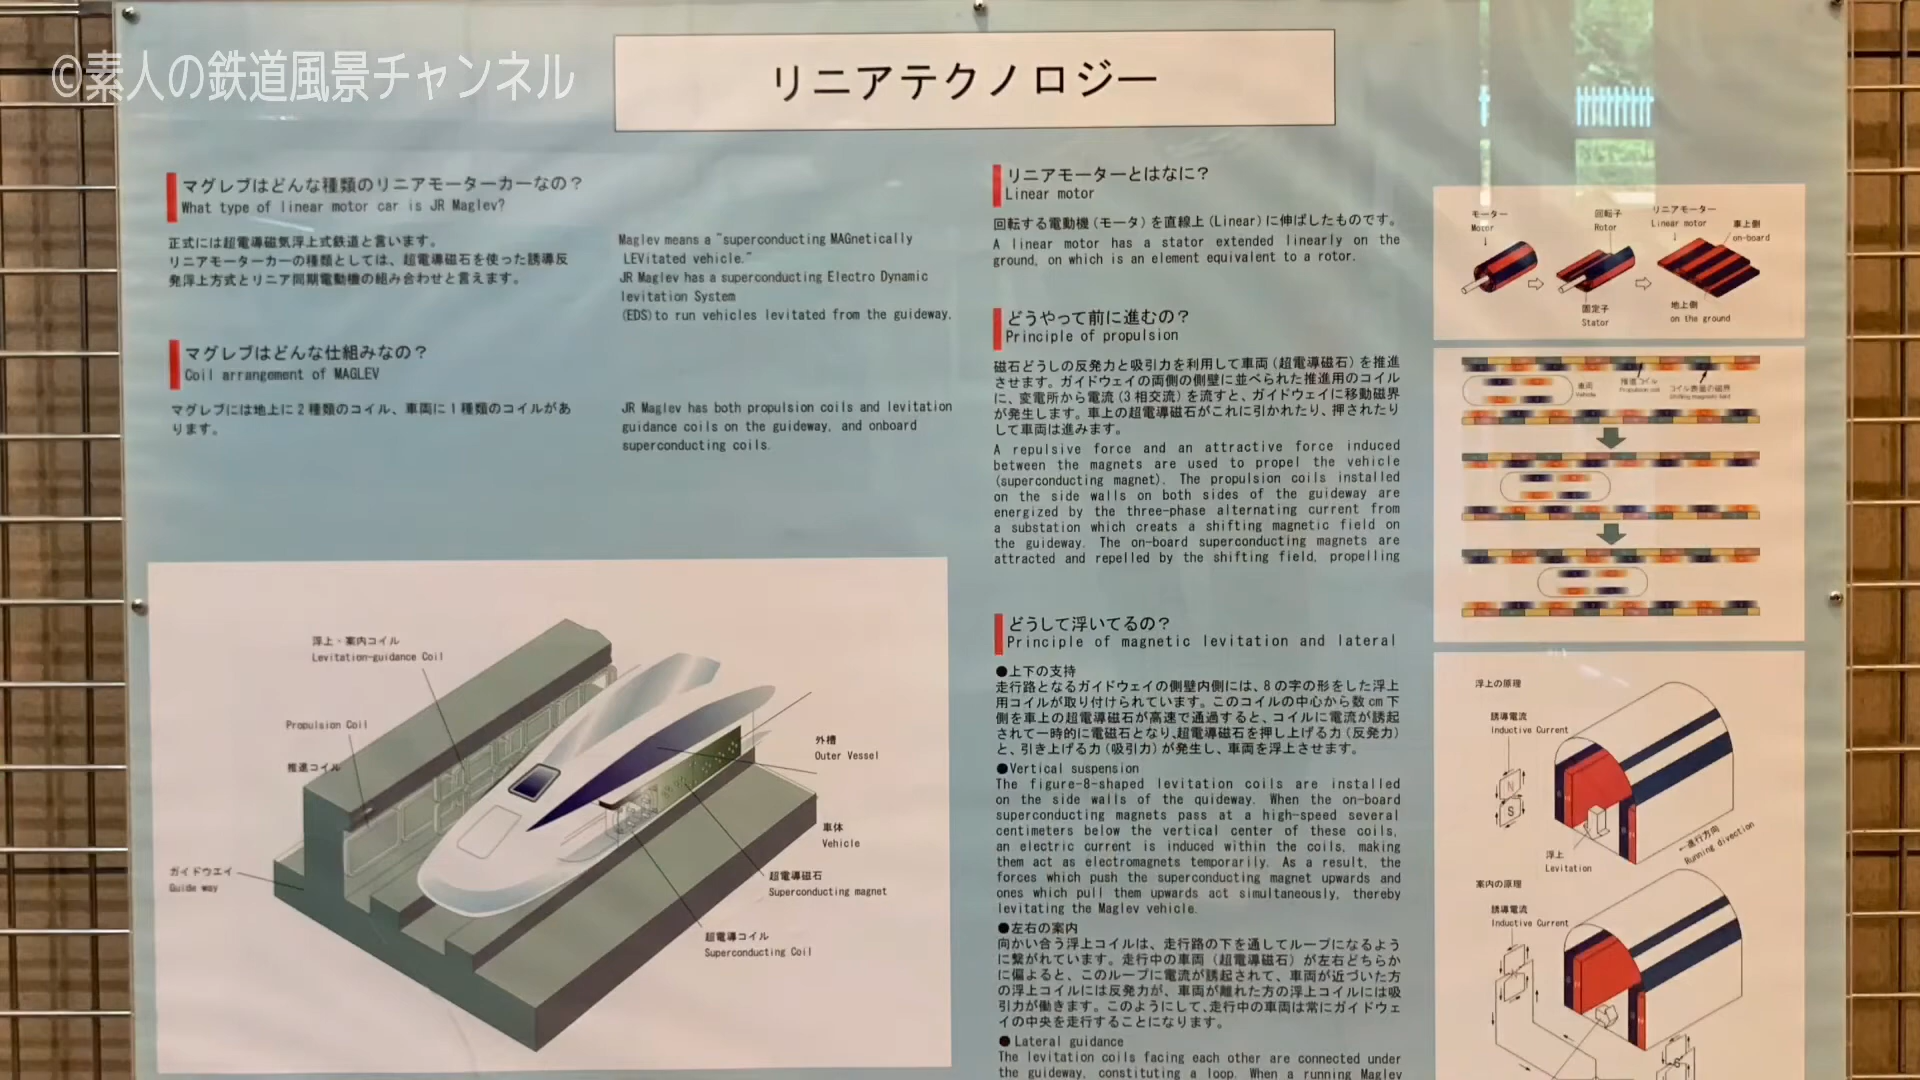 ©素人の鉄道風景チャンネル
リニアテクノロジー
マグレブはどんな種類のリニアモーターカーなの？
What type of linear motor car is JR Maglev?
正式には超電導磁気浮上式鉄道と言います。
リニアモーターカーの種類としては、超電導磁石を使った誘導反
発浮上方式とリニア同期電動機の組み合わせと言えます。
Maglev means a "superconducting MAGnetically
LEVitated vehicle."
JR Maglev has a superconducting Electro Dynamic
levitation System
(EDS)to run vehicles levitated from the guideway.
マグレブはどんな仕組みなの？
Coil arrangement of MAGLEV
マグレブには地上に２種類のコイル、車両に１種類のコイルがあ
ります。
JR Maglev has both propulsion coils and levitation
guidance coils on the guideway, and onboard
superconducting coils.
浮上・案内コイル
Levitation-guidance Coil
Propulsion Coil
推進コイル
ガイドウエイ
Guide way
外槽
Outer Vessel
車体
Vehicle
超電導磁石
Superconducting magnet
超電導コイル
Superconducting Coil
リニアモーターとはなに？
Linear motor
回転する電動機（モータ）を直線上(Linear)に伸ばしたものです。
A linear motor has a stator extended linearly on the
ground, on which is an element equivalent to a rotor.
どうやって前に進むの？
Principle of propulsion
磁石どうしの反発力と吸引力を利用して車両（超電導磁石）を推進
させます。ガイドウェイの両側の側壁に並べられた推進用のコイル
に、変電所から電流（3相交流）を流すと、ガイドウェイに移動磁界
が発生します。車上の超電導磁石がこれに引かれたり、押されたり
して車両は進みます。
A repulsive force and an attractive force induced
between the magnets are used to propel the vehicle
(superconducting magnet). The propulsion coils installed
on the side walls on both sides of the guideway are
energized by the three-phase alternating current from
a substation which creats a shifting magnetic field on
the guideway. The on-board superconducting magnets are
attracted and repelled by the shifting field, propelling
どうして浮いてるの？
Principle of magnetic levitation and lateral
●上下の支持
走行路となるガイドウェイの側壁内側には、８の字の形をした浮上
用コイルが取り付けられています。このコイルの中心から数cm下
側を車上の超電導磁石が高速で通過すると、コイルに電流が誘起
されて一時的に電磁石となり、超電導磁石を押し上げる力（反発力）
と、引き上げる力（吸引力）が発生し、車両を浮上させます。
●Vertical suspension
The figure-8-shaped levitation coils are installed
on the side walls of the quideway. When the on-board
superconducting magnets pass at a high-speed several
centimeters below the vertical center of these coils,
an electric current is induced within the coils, making
them act as electromagnets temporarily. As a result, the
forces which push the superconducting magnet upwards and
ones which pull them upwards act simultaneously, thereby
levitating the Maglev vehicle.
●左右の案内
向かい合う浮上コイルは、走行路の下を通してループになるよう
に繋がれています。走行中の車両（超電導磁石）が左右どちらか
に偏よると、このループに電流が誘起されて、車両が近づいた方
の浮上コイルには反発力が、車両が離れた方の浮上コイルには吸
引力が働きます。このようにして、走行中の車両は常にガイドウェ
イの中央を走行することになります。
●Lateral guidance
The levitation coils facing each other are connected under
the guideway, constituting a loop. When a running Maglev
モーター
Motor
回転子
Rotor
リニアモーター
Linear motor
車上側
on-board
固定子
Stator
地上側
on the ground
車両
Vehicle
推進コイル
Propulsion coil
コイル表面の磁界
Shifting magnetic field
浮上の原理
誘導電流
Inductive Current
N
S
浮上
Levitation
←進行方向
Running direction
案内の原理
誘導電流
Inductive Current